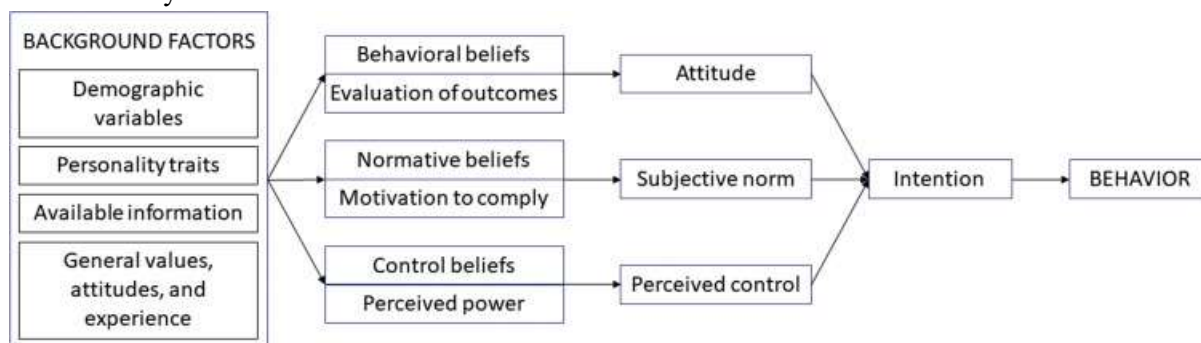 BACKGROUND FACTORS
Demographic
variables
Personality traits
Available information
General values,
attitudes, and
experience
Behavioral beliefs
Evaluation of outcomes
Normative beliefs
Motivation to comply
Control beliefs
Perceived power
Attitude
Subjective norm
Perceived control
Intention
BEHAVIOR